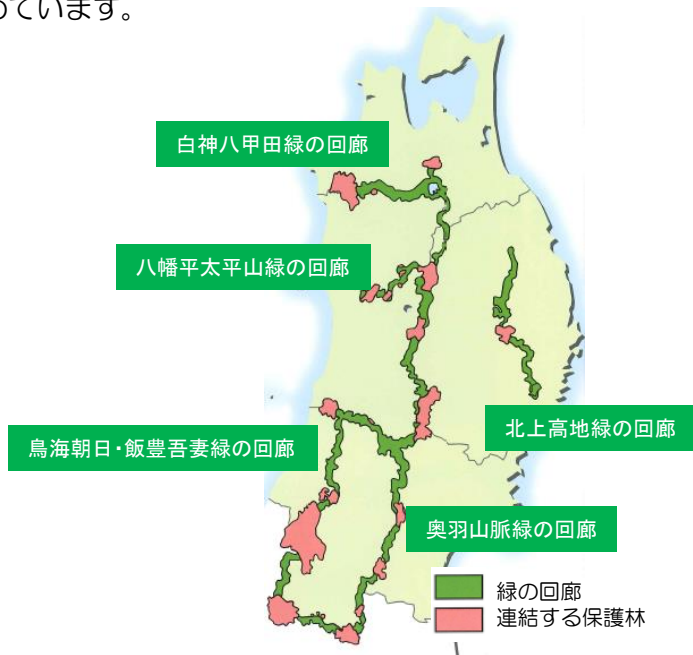 めています。
白神八甲田緑の回廊
八幡平太平山緑の回廊
北上高地緑の回廊
鳥海朝日・飯豊吾妻緑の回廊
奥羽山脈緑の回廊
緑の回廊
連結する保護林